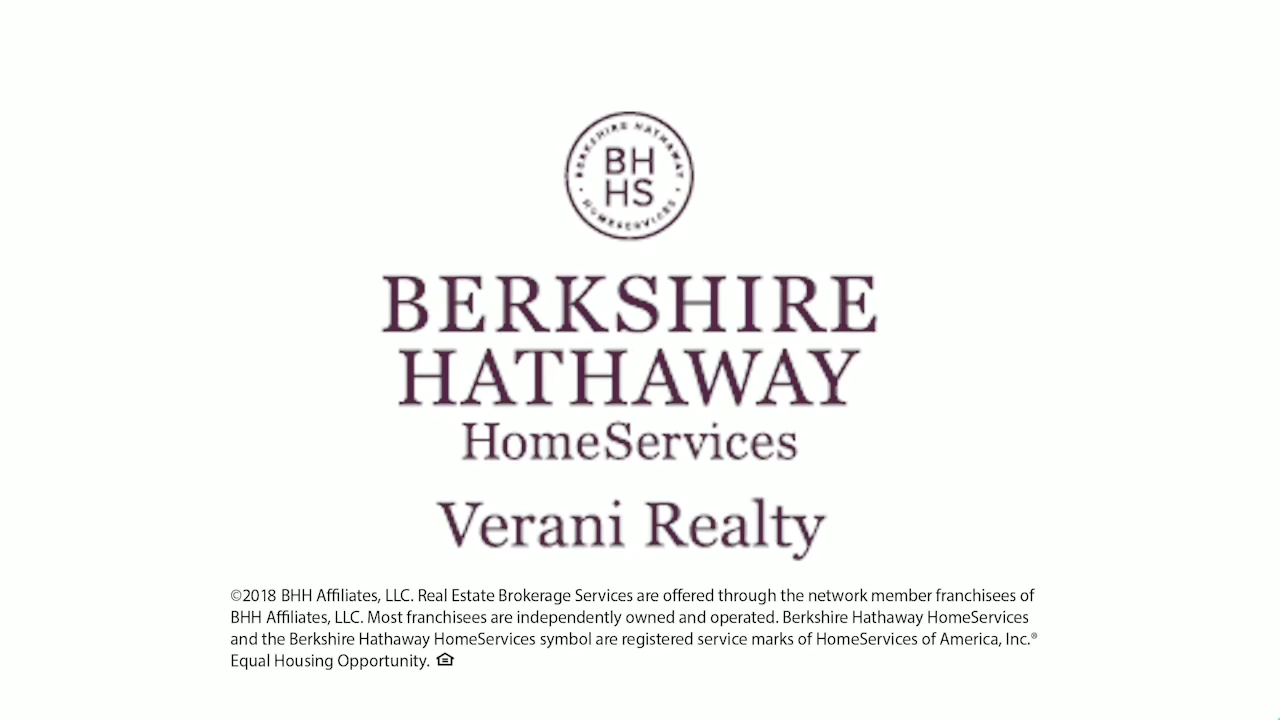 BERKSHIRE HATHAWAY
BH
HS
HOMESERVICES
BERKSHIRE
HATHAWAY
HomeServices
Verani Realty
©2018 BHH Affiliates, LLC. Real Estate Brokerage Services are offered through the network member franchisees of
BHH Affiliates, LLC. Most franchisees are independently owned and operated. Berkshire Hathaway HomeServices
and the Berkshire Hathaway HomeServices symbol are registered service marks of HomeServices of America, Inc.®
Equal Housing Opportunity.